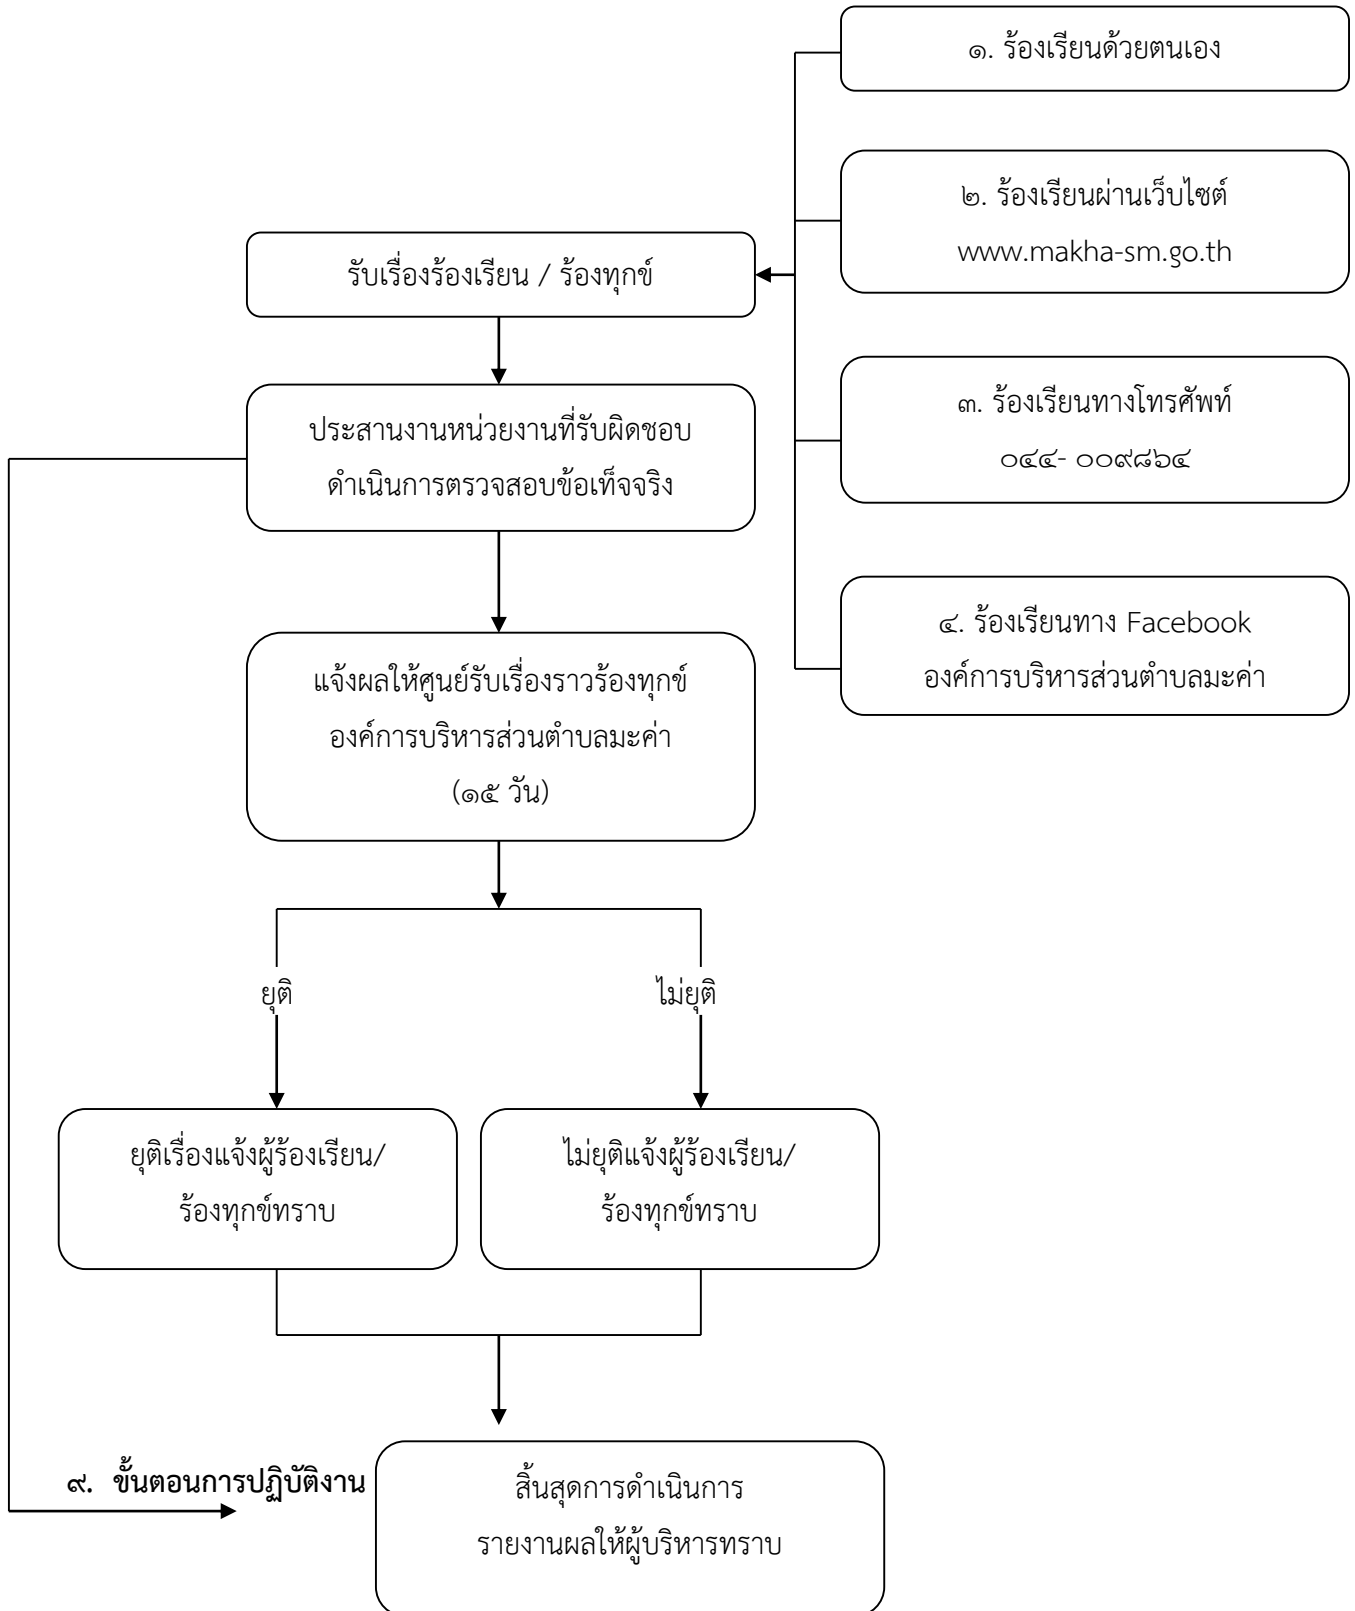 ๑. ร้องเรียนด้วยตนเอง
๒. ร้องเรียนผ่านเว็บไซต์
www.makha-sm.go.th
รับเรื่องร้องเรียน / ร้องทุกข์
๓. ร้องเรียนทางโทรศัพท์
๐๔๔- ๐๐๙๘๖๔
ประสานงานหน่วยงานที่รับผิดชอบ
ดำเนินการตรวจสอบข้อเท็จจริง
๔. ร้องเรียนทาง Facebook
องค์การบริหารส่วนตำบลมะค่า
แจ้งผลให้ศูนย์รับเรื่องราวร้องทุกข์
องค์การบริหารส่วนตำบลมะค่า
(๑๕ วัน)
ยุติ
ไม่ยุติ
ยุติเรื่องแจ้งผู้ร้องเรียน/
ร้องทุกข์ทราบ
ไม่ยุติแจ้งผู้ร้องเรียน/
ร้องทุกข์ทราบ
๙. ขั้นตอนการปฏิบัติงาน
สิ้นสุดการดำเนินการ
รายงานผลให้ผู้บริหารทราบ